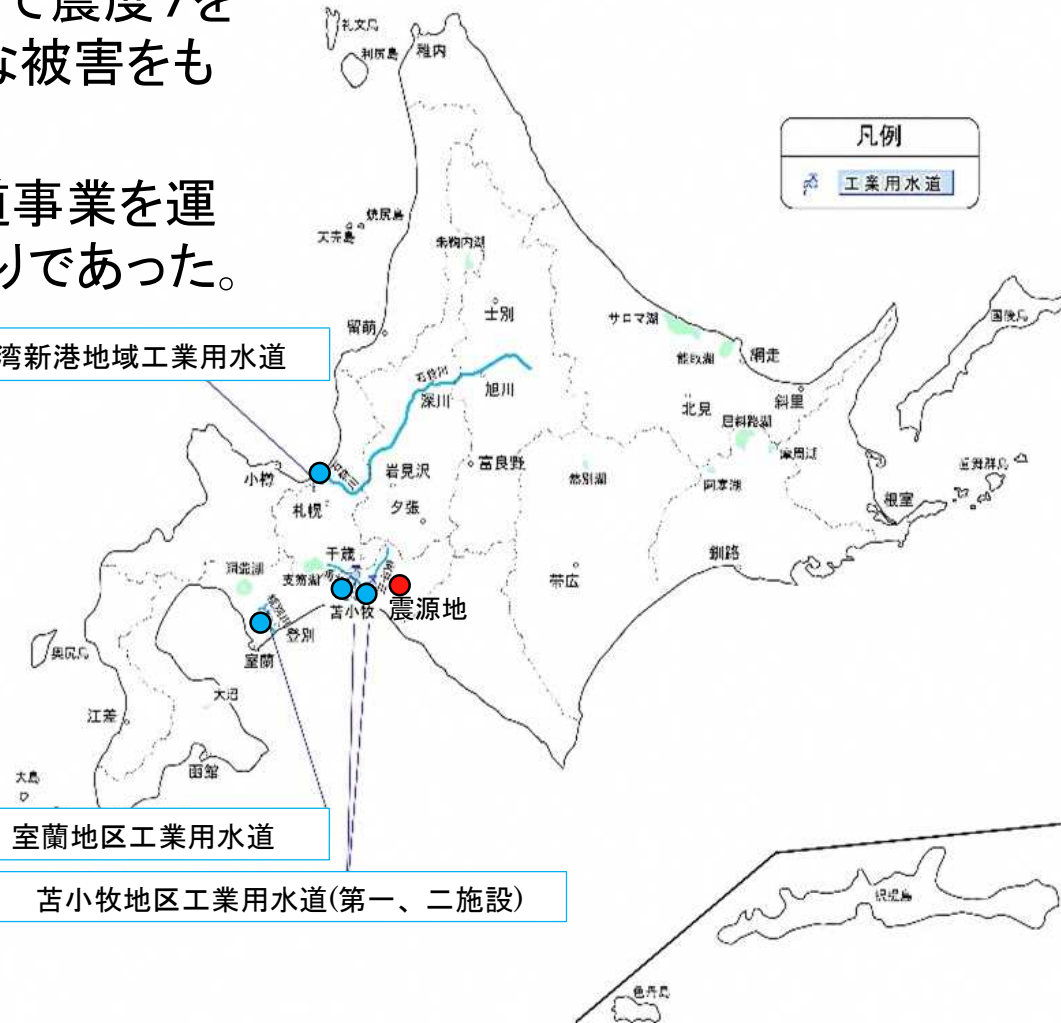 て震度7を
な被害をも
道事業を運
りであった。
凡例
工業用水道
礼文島
利尻島
稚内
焼尻島
天売島
朱鞠内湖
士別
留萌
サロマ湖
能取湖
網走
国後島
湾新港地域工業用水道
石狩川
深川
旭川
北見
斜里
屈斜路湖
摩周湖
小樽
石狩川
岩見沢
富良野
然別湖
阿寒湖
根室
札幌
夕張
千歳
釧路
洞爺湖
支笏湖
帯広
苫小牧
震源地
登別
室蘭
奥尻島
大沼
江差
函館
大島
室蘭地区工業用水道
苫小牧地区工業用水道(第一、二施設)
択捉島
色丹島